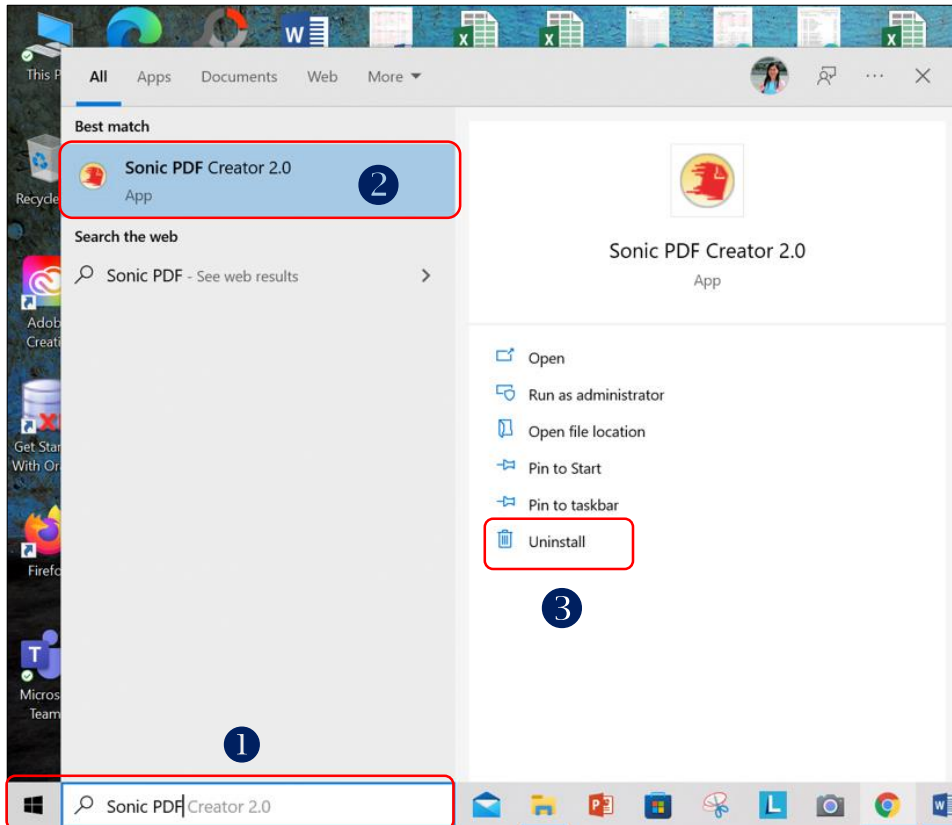 This P
Recycle
Adob
Creati
Get Star
With Or
Firefo
T
Micros
Team
W
X
X
X
All Apps Documents Web More
Best match
Sonic PDF Creator 2.0
App
2
Search the web
Sonic PDF - See web results
Sonic PDF Creator 2.0
App
Open
Run as administrator
Open file location
Pin to Start
Pin to taskbar
Uninstall
3
1
Sonic PDF Creator 2.0
P
L
W